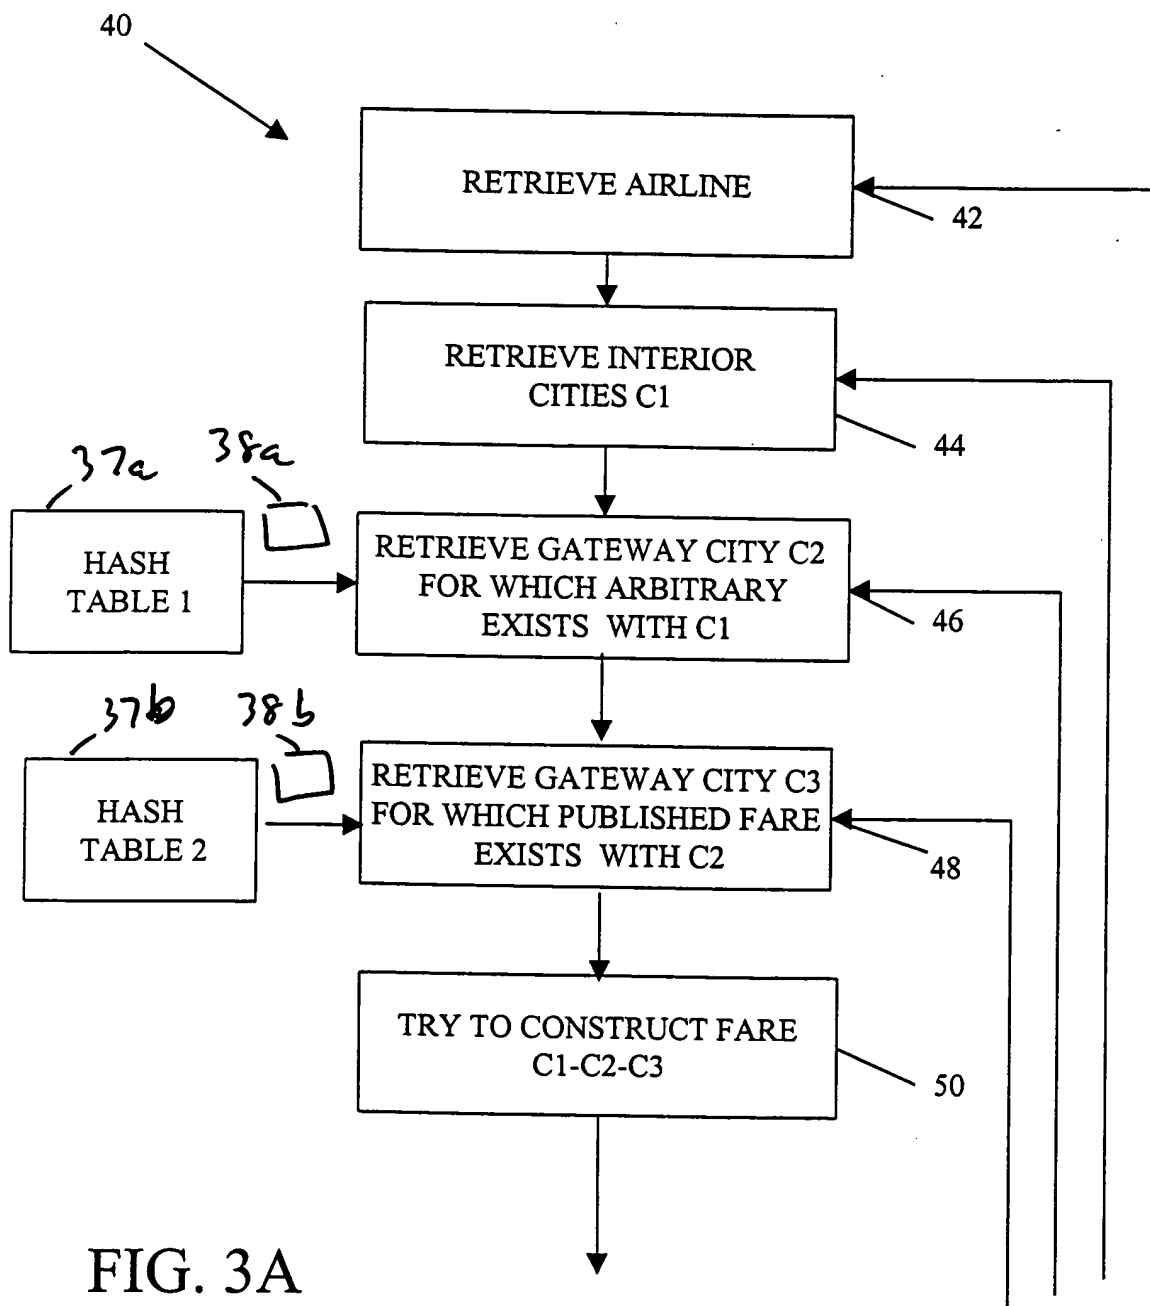 40
RETRIEVE AIRLINE
42
RETRIEVE INTERIOR
CITIES C1
44
37a
38a
HASH
TABLE 1
RETRIEVE GATEWAY CITY C2
FOR WHICH ARBITRARY
EXISTS WITH C1
46
37b
38b
HASH
TABLE 2
RETRIEVE GATEWAY CITY C3
FOR WHICH PUBLISHED FARE
EXISTS WITH C2
48
TRY TO CONSTRUCT FARE
C1-C2-C3
50
FIG. 3A